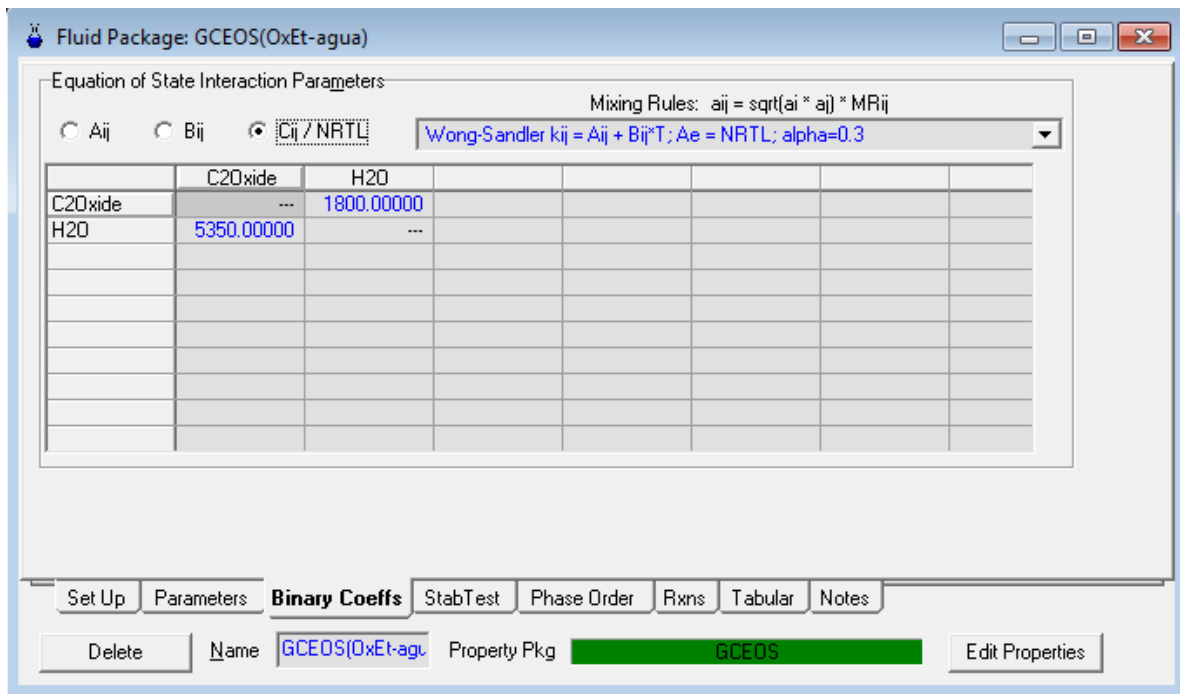 Fluid Package: GCEOS(OxEt-agua)
Equation of State Interaction Parameters
Mixing Rules: aij = sqrt(ai * aj) * MRij
Aij Bij Cij / NRTL Wong-Sandler kij = Aij + Bij*T; Ae = NRTL; alpha=0.3
C2Oxide H2O
C2Oxide --- 1800.00000
H2O 5350.00000 ---
Set Up Parameters Binary Coeffs StabTest Phase Order Rxns Tabular Notes
Delete Name GCEOS(OxEt-agu Property Pkg GCEOS Edit Properties